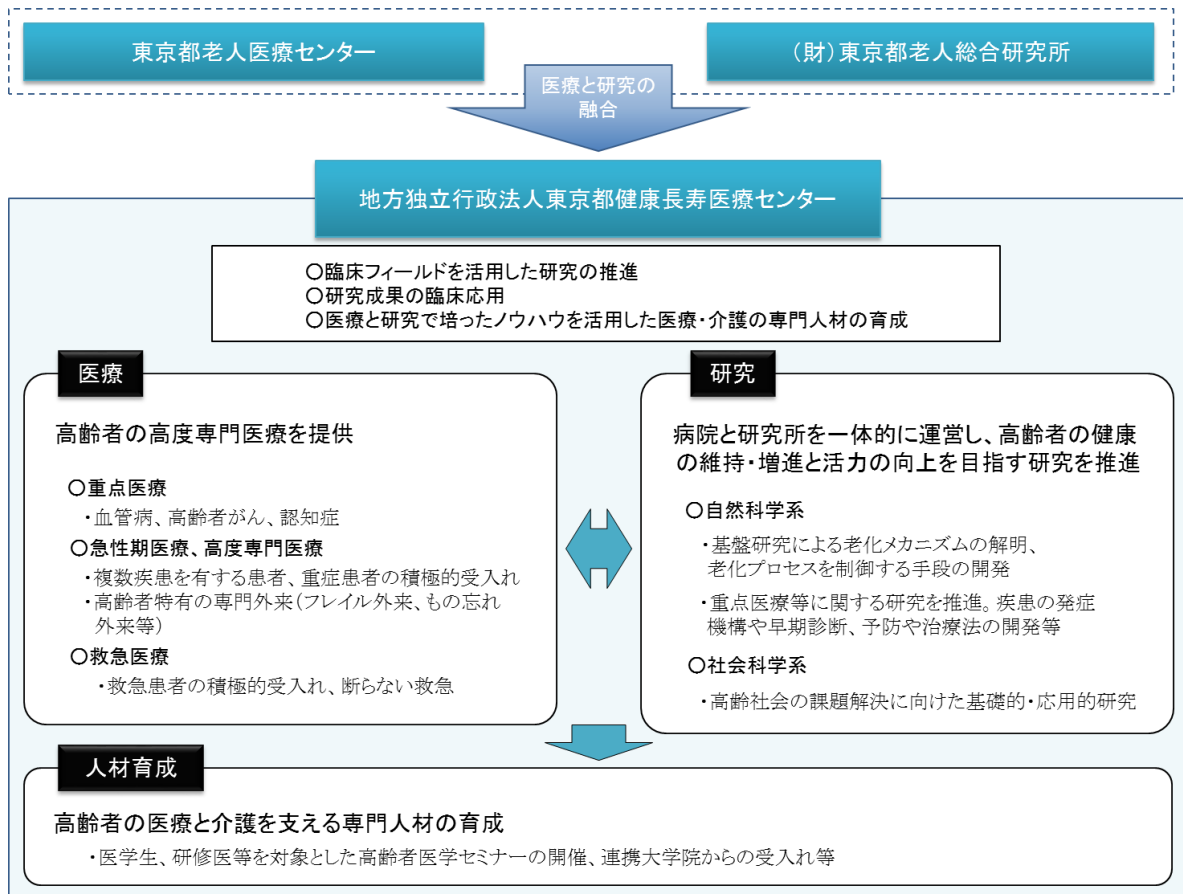 東京都老人医療センター
（財）東京都老人総合研究所
医療と研究の
融合
地方独立行政法人東京都健康長寿医療センター
○臨床フィールドを活用した研究の推進
○研究成果の臨床応用
○医療と研究で培ったノウハウを活用した医療・介護の専門人材の育成
医療
高齢者の高度専門医療を提供
○重点医療
・血管病、高齢者がん、認知症
○急性期医療、高度専門医療
・複数疾患を有する患者、重症患者の積極的受入れ
・高齢者特有の専門外来（フレイル外来、もの忘れ
外来等）
○救急医療
・救急患者の積極的受入れ、断らない救急
研究
病院と研究所を一体的に運営し、高齢者の健康
の維持・増進と活力の向上を目指す研究を推進
○自然科学系
・基盤研究による老化メカニズムの解明、
老化プロセスを制御する手段の開発
・重点医療等に関する研究を推進。疾患の発症
機構や早期診断、予防や治療法の開発等
○社会科学系
・高齢社会の課題解決に向けた基礎的・応用的研究
人材育成
高齢者の医療と介護を支える専門人材の育成
・医学生、研修医等を対象とした高齢者医学セミナーの開催、連携大学院からの受入れ等